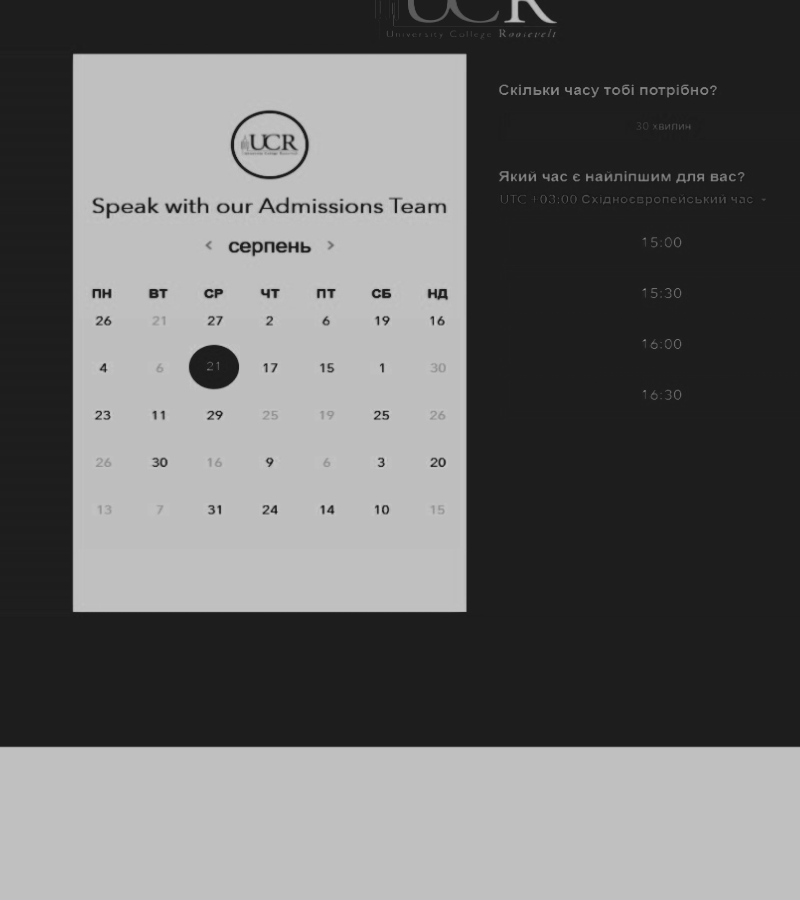 UCR
University College Roosevelt
UCR
Speak with our Admissions Team
< серпень >
ПН ВТ СР ЧТ ПТ СБ НД
26 21 27 2 6 19 16
4 6 21 17 15 1 30
23 11 29 25 19 25 26
26 30 16 9 6 3 20
13 7 31 24 14 10 15
Скільки часу тобі потрібно?
30 хвилин
Який час є найліпшим для вас?
UTC +03:00 Східноєвропейський час
15:00
15:30
16:00
16:30